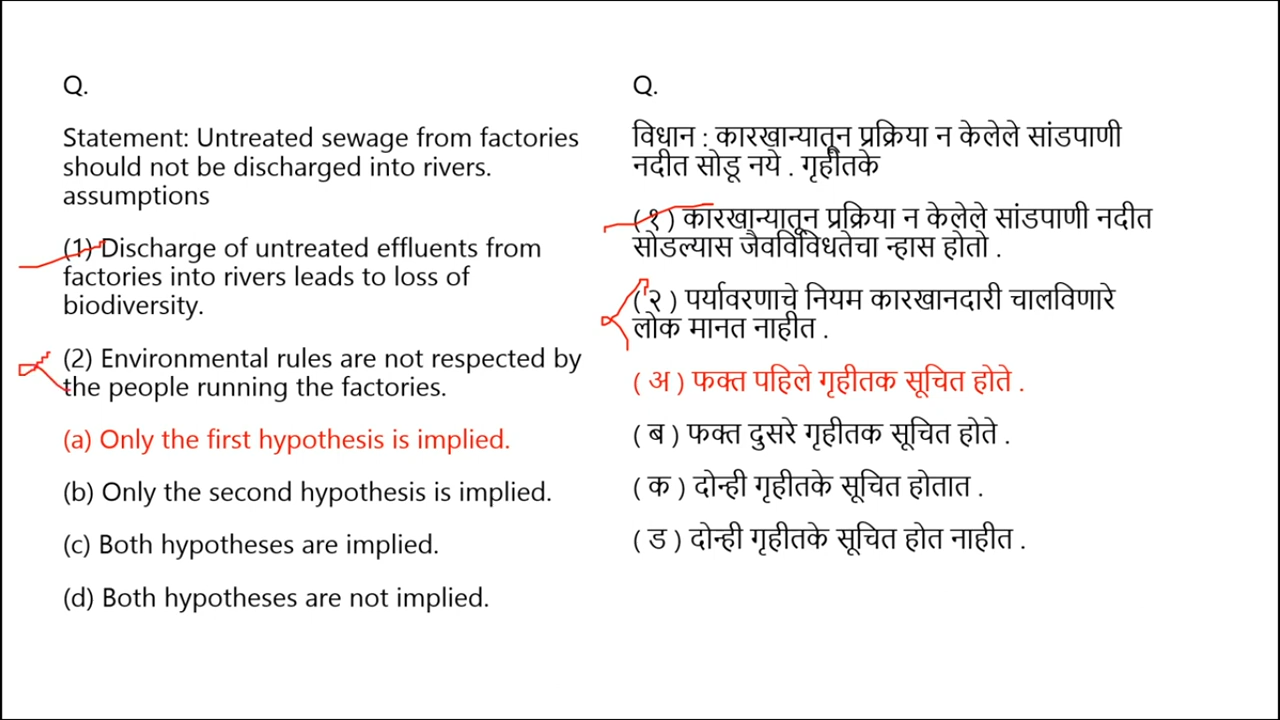 Q.
Statement: Untreated sewage from factories
should not be discharged into rivers.
assumptions
(1) Discharge of untreated effluents from
factories into rivers leads to loss of
biodiversity.
(2) Environmental rules are not respected by
the people running the factories.
(a) Only the first hypothesis is implied.
(b) Only the second hypothesis is implied.
(c) Both hypotheses are implied.
(d) Both hypotheses are not implied.
Q.
विधान : कारखान्यातून प्रक्रिया न केलेले सांडपाणी
नदीत सोडू नये . गृहीतके
( १ ) कारखान्यातून प्रक्रिया न केलेले सांडपाणी नदीत
सोडल्यास जैवविविधतेचा न्हास होतो .
( २ ) पर्यावरणाचे नियम कारखानदारी चालविणारे
लोक मानत नाहीत .
( अ ) फक्त पहिले गृहीतक सूचित होते .
( ब ) फक्त दुसरे गृहीतक सूचित होते .
( क ) दोन्ही गृहीतके सूचित होतात .
( ड ) दोन्ही गृहीतके सूचित होत नाहीत .